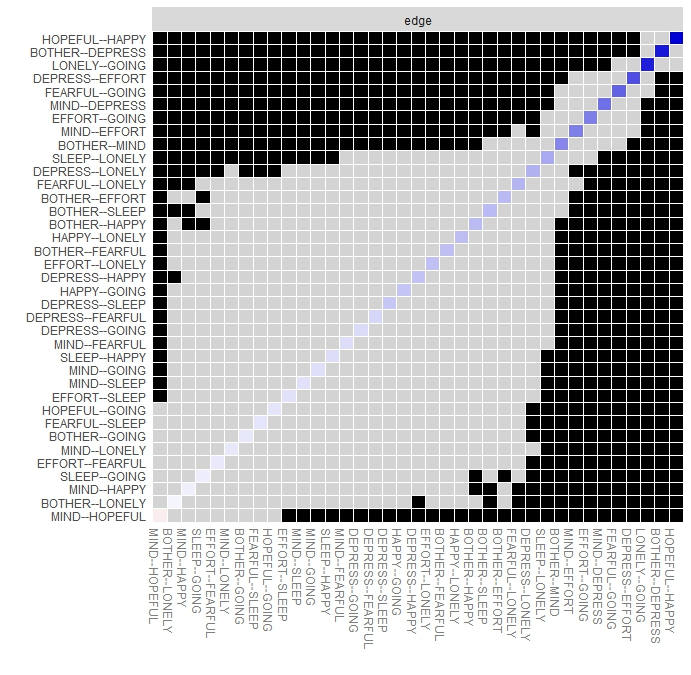 edge
HOPEFUL--HAPPY
BOTHER--DEPRESS
LONELY--GOING
DEPRESS--EFFORT
FEARFUL--GOING
MIND--DEPRESS
EFFORT--GOING
MIND--EFFORT
BOTHER--MIND
SLEEP--LONELY
DEPRESS--LONELY
FEARFUL--LONELY
BOTHER--EFFORT
BOTHER--SLEEP
BOTHER--HAPPY
HAPPY--LONELY
BOTHER--FEARFUL
EFFORT--LONELY
DEPRESS--HAPPY
HAPPY--GOING
DEPRESS--SLEEP
DEPRESS--FEARFUL
DEPRESS--GOING
MIND--FEARFUL
SLEEP--HAPPY
MIND--GOING
MIND--SLEEP
EFFORT--SLEEP
HOPEFUL--GOING
FEARFUL--SLEEP
BOTHER--GOING
MIND--LONELY
EFFORT--FEARFUL
SLEEP--GOING
MIND--HAPPY
BOTHER--LONELY
MIND--HOPEFUL
MIND--HOPEFUL
BOTHER--LONELY
MIND--HAPPY
SLEEP--GOING
EFFORT--FEARFUL
MIND--LONELY
BOTHER--GOING
FEARFUL--SLEEP
HOPEFUL--GOING
EFFORT--SLEEP
MIND--SLEEP
MIND--GOING
SLEEP--HAPPY
MIND--FEARFUL
DEPRESS--GOING
DEPRESS--FEARFUL
DEPRESS--SLEEP
HAPPY--GOING
DEPRESS--HAPPY
EFFORT--LONELY
BOTHER--FEARFUL
HAPPY--LONELY
BOTHER--HAPPY
BOTHER--SLEEP
BOTHER--EFFORT
FEARFUL--LONELY
DEPRESS--LONELY
SLEEP--LONELY
BOTHER--MIND
MIND--EFFORT
EFFORT--GOING
MIND--DEPRESS
FEARFUL--GOING
DEPRESS--EFFORT
LONELY--GOING
BOTHER--DEPRESS
HOPEFUL--HAPPY